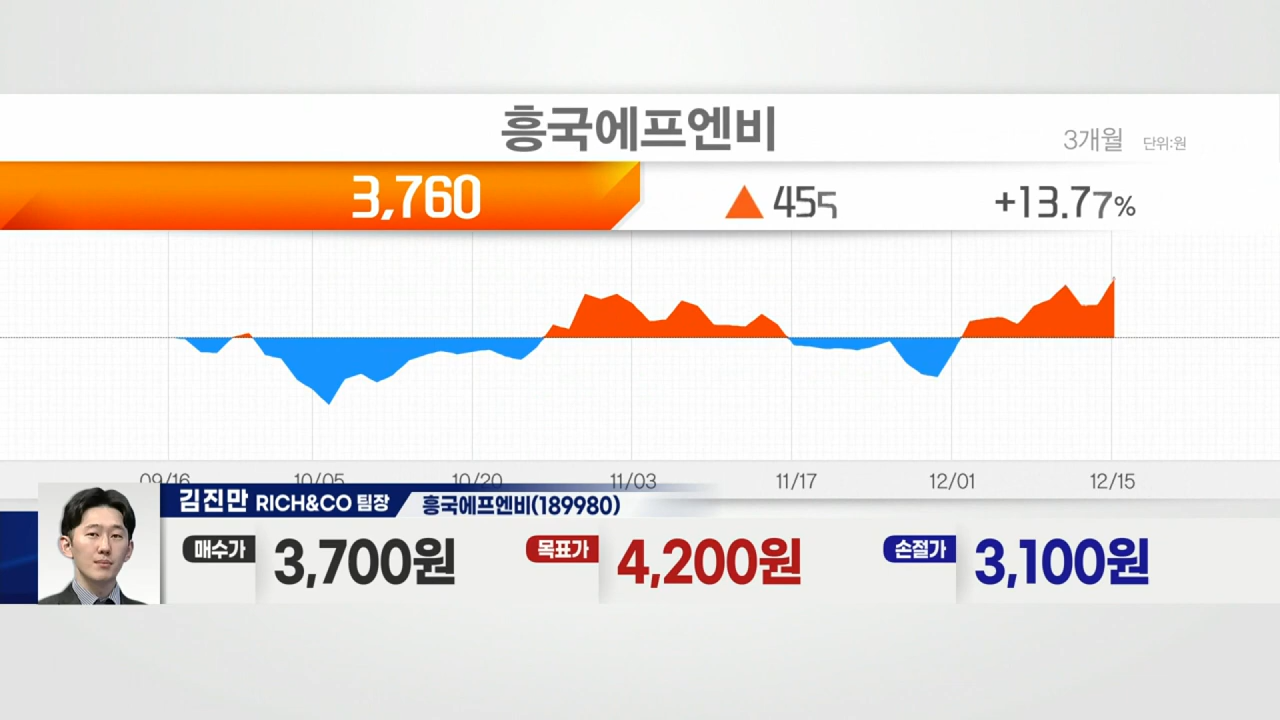 흥국에프엔비
3개월 단위:원
3,760 ▲ 455 +13.77%
09/16 10/05 10/20 11/03 11/17 12/01 12/15
김진만 RICH&CO 팀장 흥국에프엔비(189980)
매수가 3,700원 목표가 4,200원 손절가 3,100원